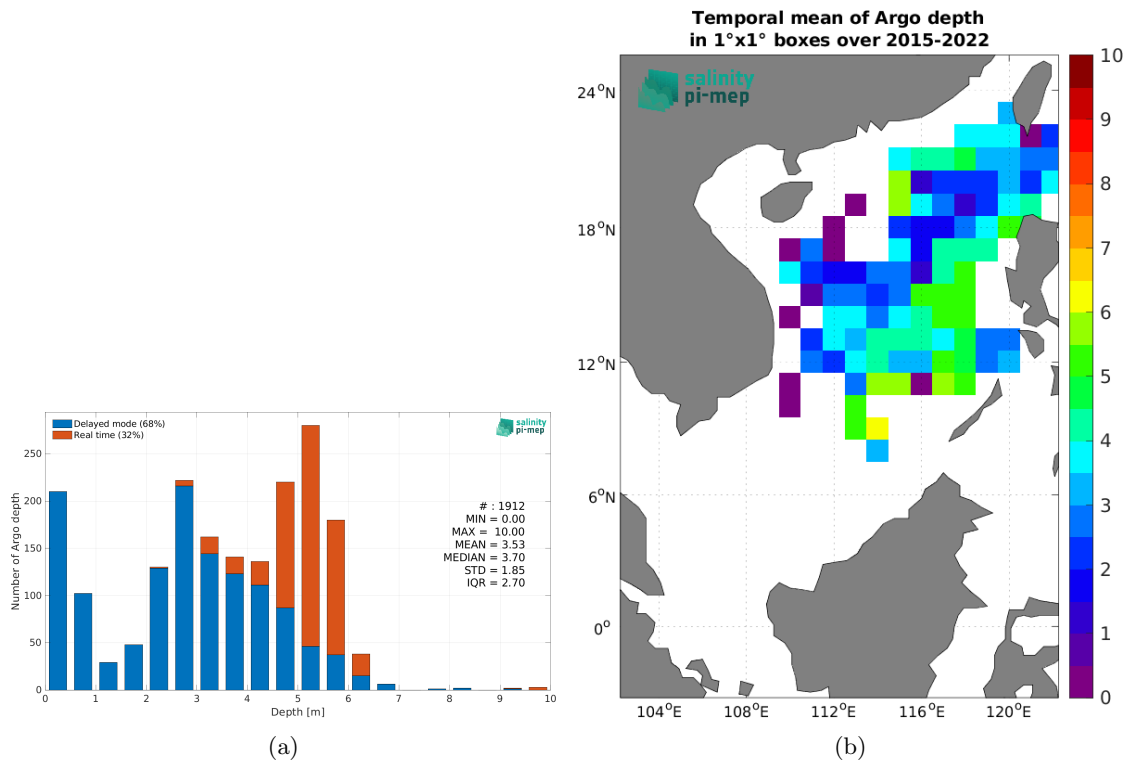 Temporal mean of Argo depth
in 1°x1° boxes over 2015-2022
salinity
pi-mep
24°N
18°N
12°N
6°N
0°
104°E
108°E
112°E
116°E
120°E
10
9
8
7
6
5
4
3
2
1
0
Delayed mode (68%)
Real time (32%)
salinity
pi-mep
# : 1912
MIN = 0.00
MAX = 10.00
MEAN = 3.53
MEDIAN = 3.70
STD = 1.85
IQR = 2.70
Number of Argo depth
250
200
150
100
50
0
0 1 2 3 4 5 6 7 8 9 10
Depth [m]
(a)
(b)